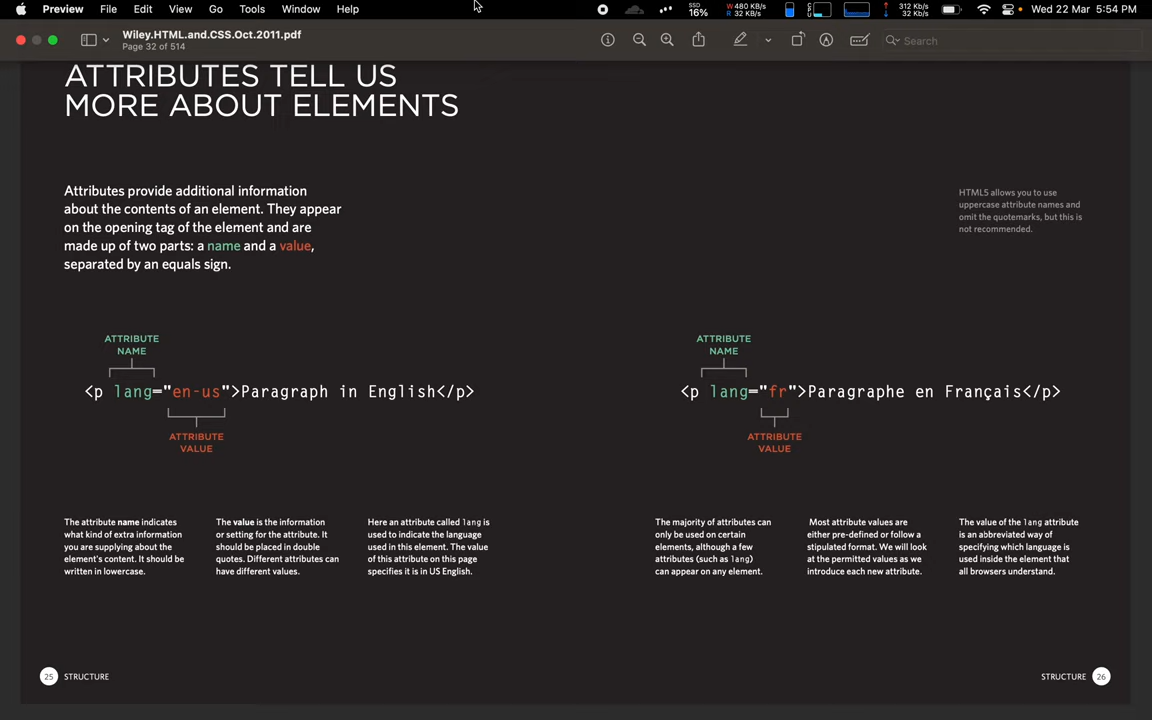 Preview File Edit View Go Tools Window Help
SSD 16% W 480 KB/s R 32 KB/s CPU 312 Kb/s 32 Kb/s Wed 22 Mar 5:54 PM
Wiley.HTML.and.CSS.Oct.2011.pdf
Page 32 of 514
Search
ATTRIBUTES TELL US
MORE ABOUT ELEMENTS
Attributes provide additional information
about the contents of an element. They appear
on the opening tag of the element and are
made up of two parts: a name and a value,
separated by an equals sign.
HTML5 allows you to use
uppercase attribute names and
omit the quotemarks, but this is
not recommended.
ATTRIBUTE
NAME
<p lang="en-us">Paragraph in English</p>
ATTRIBUTE
VALUE
ATTRIBUTE
NAME
<p lang="fr">Paragraphe en Français</p>
ATTRIBUTE
VALUE
The attribute name indicates
what kind of extra information
you are supplying about the
element's content. It should be
written in lowercase.
The value is the information
or setting for the attribute. It
should be placed in double
quotes. Different attributes can
have different values.
Here an attribute called lang is
used to indicate the language
used in this element. The value
of this attribute on this page
specifies it is in US English.
The majority of attributes can
only be used on certain
elements, although a few
attributes (such as lang)
can appear on any element.
Most attribute values are
either pre-defined or follow a
stipulated format. We will look
at the permitted values as we
introduce each new attribute.
The value of the lang attribute
is an abbreviated way of
specifying which language is
used inside the element that
all browsers understand.
25 STRUCTURE
STRUCTURE 26